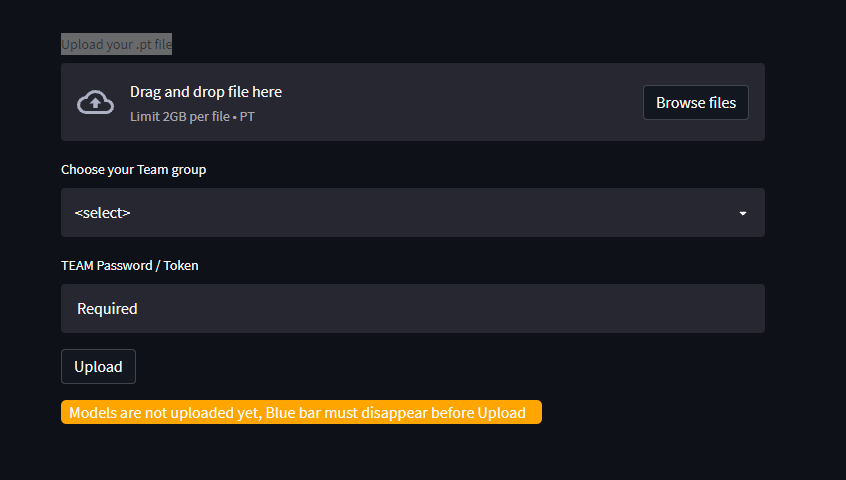 Upload your .pt file
Drag and drop file here
Limit 2GB per file • PT
Browse files
Choose your Team group
<select>
TEAM Password / Token
Required
Upload
Models are not uploaded yet, Blue bar must disappear before Upload